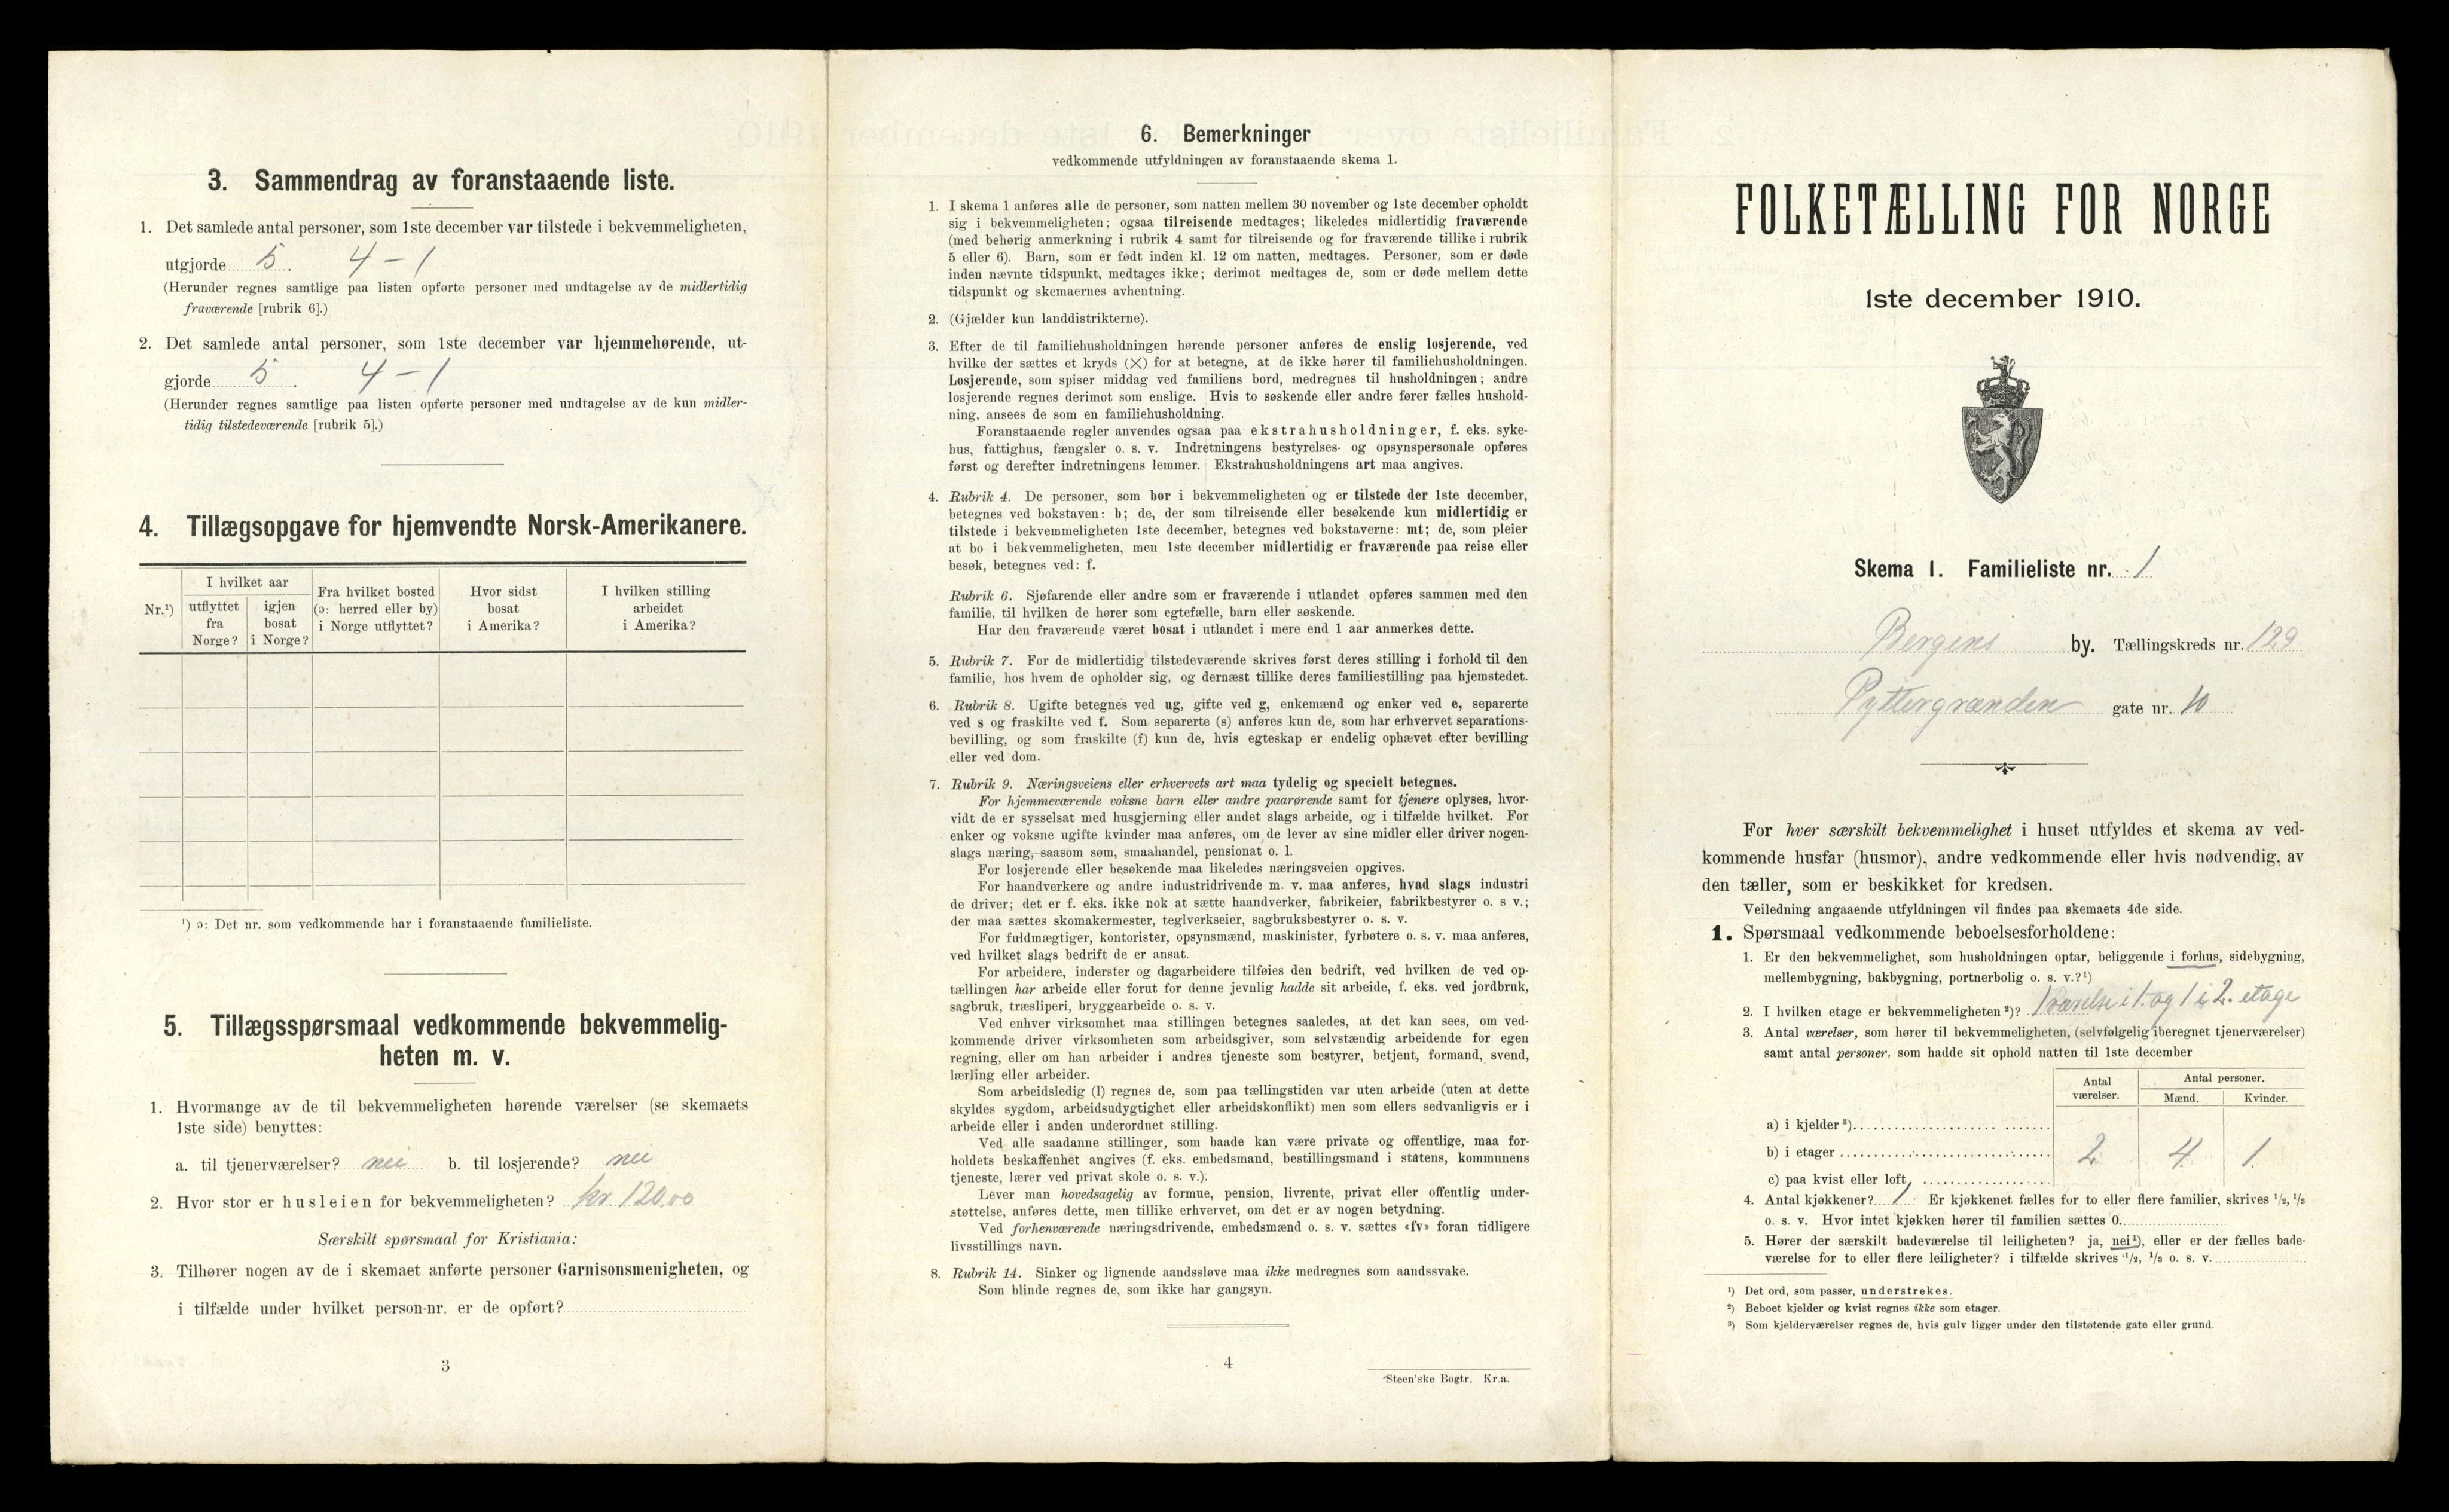 3. Sammendrag av foranstaaende liste.
1. Det samlede antal personer, som 1ste december var tilstede i bekvemmeligheten,
utgjorde 5. 4 - 1
(Herunder regnes samtlige paa listen opførte personer med undtagelse av de midlertidig
fraværende [rubrik 6].)
2. Det samlede antal personer, som 1ste december var hjemmehørende, ut-
gjorde 5. 4 - 1
(Herunder regnes samtlige paa listen opførte personer med undtagelse av de kun midler-
tidig tilstedeværende [rubrik 5].)
4. Tillægsopgave for hjemvendte Norsk-Amerikanere.
Nr.¹)
I hvilket aar
utflyttet fra Norge?
igjen bosat i Norge?
Fra hvilket bosted (ɔ: herred eller by) i Norge utflyttet?
Hvor sidst bosat i Amerika?
I hvilken stilling arbeidet i Amerika?
¹) ɔ: Det nr. som vedkommende har i foranstaaende familieliste.
5. Tillægsspørsmaal vedkommende bekvemmelig-
heten m. v.
1. Hvormange av de til bekvemmeligheten hørende værelser (se skemaets
1ste side) benyttes:
a. til tjenerværelser? nei b. til losjerende? nei
2. Hvor stor er husleien for bekvemmeligheten? kr. 120,00
Særskilt spørsmaal for Kristiania:
3. Tilhører nogen av de i skemaet anførte personer Garnisonsmenigheten, og
i tilfælde under hvilket person-nr. er de opført?
3
6. Bemerkninger
vedkommende utfyldningen av foranstaaende skema 1.
1. I skema 1 anføres alle de personer, som natten mellem 30 november og 1ste december opholdt
sig i bekvemmeligheten; ogsaa tilreisende medtages; likeledes midlertidig fraværende
(med behørig anmerkning i rubrik 4 samt for tilreisende og for fraværende tillike i rubrik
5 eller 6). Barn, som er født inden kl. 12 om natten, medtages. Personer, som er døde
inden nævnte tidspunkt, medtages ikke; derimot medtages de, som er døde mellem dette
tidspunkt og skemaernes avhentning.
2. (Gjælder kun landdistrikterne).
3. Efter de til familiehusholdningen hørende personer anføres de enslig losjerende, ved
hvilke der sættes et kryds (×) for at betegne, at de ikke hører til familiehusholdningen.
Losjerende, som spiser middag ved familiens bord, medregnes til husholdningen; andre
losjerende regnes derimot som enslige. Hvis to søskende eller andre fører fælles hushold-
ning, ansees de som en familiehusholdning.
Foranstaaende regler anvendes ogsaa paa ekstrahusholdninger, f. eks. syke-
hus, fattighus, fængsler o. s. v. Indretningens bestyrelses- og opsynspersonale opføres
først og derefter indretningens lemmer. Ekstrahusholdningens art maa angives.
4. Rubrik 4. De personer, som bor i bekvemmeligheten og er tilstede der 1ste december,
betegnes ved bokstaven: b; de, der som tilreisende eller besøkende kun midlertidig er
tilstede i bekvemmeligheten 1ste december, betegnes ved bokstaverne: mt; de, som pleier
at bo i bekvemmeligheten, men 1ste december midlertidig er fraværende paa reise eller
besøk, betegnes ved: f.
Rubrik 6. Sjøfarende eller andre som er fraværende i utlandet opføres sammen med den
familie, til hvilken de hører som egtefælle, barn eller søskende.
Har den fraværende været bosat i utlandet i mere end 1 aar anmerkes dette.
5. Rubrik 7. For de midlertidig tilstedeværende skrives først deres stilling i forhold til den
familie, hos hvem de opholder sig, og dernæst tillike deres familiestilling paa hjemstedet.
6. Rubrik 8. Ugifte betegnes ved ug, gifte ved g, enkemænd og enker ved e, separerte
ved s og fraskilte ved f. Som separerte (s) anføres kun de, som har erhvervet separations-
bevilling, og som fraskilte (f) kun de, hvis egteskap er endelig ophævet efter bevilling
eller ved dom.
7. Rubrik 9. Næringsveiens eller erhvervets art maa tydelig og specielt betegnes.
For hjemmeværende voksne barn eller andre paarørende samt for tjenere oplyses, hvor-
vidt de er sysselsat med husgjerning eller andet slags arbeide, og i tilfælde hvilket. For
enker og voksne ugifte kvinder maa anføres, om de lever av sine midler eller driver nogen-
slags næring, saasom søm, smaahandel, pensionat o. l.
For losjerende eller besøkende maa likeledes næringsveien opgives.
For haandverkere og andre industridrivende m. v. maa anføres, hvad slags industri
de driver; det er f. eks. ikke nok at sætte haandverker, fabrikeier, fabrikbestyrer o. s v.;
der maa sættes skomakermester, teglverkseier, sagbruksbestyrer o. s. v.
For fuldmægtiger, kontorister, opsynsmænd, maskinister, fyrbøtere o. s. v. maa anføres,
ved hvilket slags bedrift de er ansat.
For arbeidere, inderster og dagarbeidere tilføies den bedrift, ved hvilken de ved op-
tællingen har arbeide eller forut for denne jevnlig hadde sit arbeide, f. eks. ved jordbruk,
sagbruk, træsliperi, bryggearbeide o. s. v.
Ved enhver virksomhet maa stillingen betegnes saaledes, at det kan sees, om ved-
kommende driver virksomheten som arbeidsgiver, som selvstændig arbeidende for egen
regning, eller om han arbeider i andres tjeneste som bestyrer, betjent, formand, svend,
lærling eller arbeider.
Som arbeidsledig (l) regnes de, som paa tællingstiden var uten arbeide (uten at dette
skyldes sygdom, arbeidsudygtighet eller arbeidskonflikt) men som ellers sedvanligvis er i
arbeide eller i anden underordnet stilling.
Ved alle saadanne stillinger, som baade kan være private og offentlige, maa for-
holdets beskaffenhet angives (f. eks. embedsmand, bestillingsmand i statens, kommunens
tjeneste, lærer ved privat skole o. s. v.).
Lever man hovedsagelig av formue, pension, livrente, privat eller offentlig under-
støttelse, anføres dette, men tillike erhvervet, om det er av nogen betydning.
Ved forhenværende næringsdrivende, embedsmænd o. s. v. sættes «fv» foran tidligere
livsstillings navn.
8. Rubrik 14. Sinker og lignende aandssløve maa ikke medregnes som aandssvake.
Som blinde regnes de, som ikke har gangsyn.
4
Steen'ske Bogtr. Kr.a.
FOLKETÆLLING FOR NORGE
1ste december 1910.
Skema 1. Familieliste nr. 1
Bergens by. Tællingskreds nr. 129
Pyttergrænden gate nr. 10
For hver særskilt bekvemmelighet i huset utfyldes et skema av ved-
kommende husfar (husmor), andre vedkommende eller hvis nødvendig, av
den tæller, som er beskikket for kredsen.
Veiledning angaaende utfyldningen vil findes paa skemaets 4de side.
1. Spørsmaal vedkommende beboelsesforholdene:
1. Er den bekvemmelighet, som husholdningen optar, beliggende i forhus, sidebygning,
mellembygning, bakbygning, portnerbolig o. s. v.?¹)
2. I hvilken etage er bekvemmeligheten ²)? 1 værelse i 1. og 1 i 2. etage
3. Antal værelser, som hører til bekvemmeligheten, (selvfølgelig iberegnet tjenerværelser)
samt antal personer, som hadde sit ophold natten til 1ste december
Antal værelser.
Antal personer.
Mænd. Kvinder.
a) i kjelder ³)
b) i etager 2 4 1
c) paa kvist eller loft
4. Antal kjøkkener? 1 Er kjøkkenet fælles for to eller flere familier, skrives ¹/₂, ¹/₃
o. s. v. Hvor intet kjøkken hører til familien sættes 0.
5. Hører der særskilt badeværelse til leiligheten? ja, nei ¹), eller er der fælles bade-
værelse for to eller flere leiligheter? i tilfælde skrives ¹/₂, ¹/₃ o. s. v.
¹) Det ord, som passer, understrekes.
²) Beboet kjelder og kvist regnes ikke som etager.
³) Som kjelderværelser regnes de, hvis gulv ligger under den tilstøtende gate eller grund.